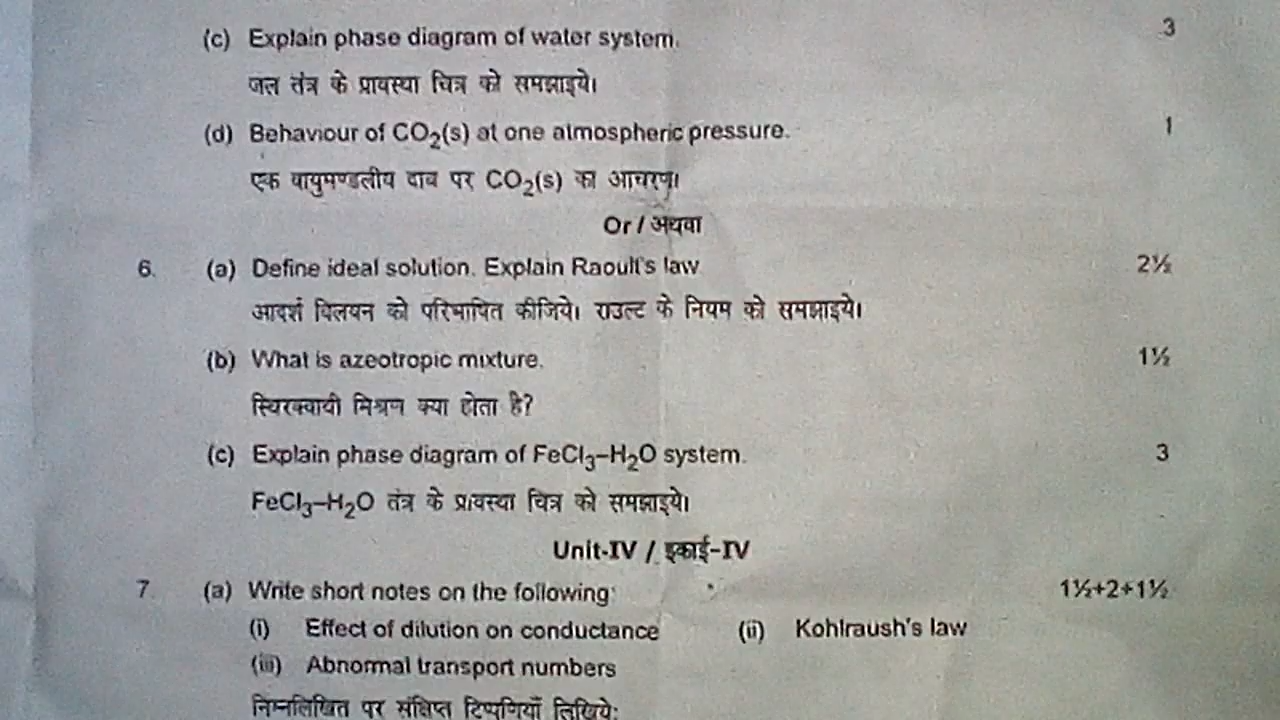 (c) Explain phase diagram of water system. 3
जल तंत्र के प्रावस्था चित्र को समझाइये।
(d) Behaviour of CO₂(s) at one atmospheric pressure. 1
एक वायुमण्डलीय दाब पर CO₂(s) का आचरण।
Or / अथवा
6. (a) Define ideal solution. Explain Raoult's law 2½
आदर्श विलयन को परिभाषित कीजिये। राउल्ट के नियम को समझाइये।
(b) What is azeotropic mixture. 1½
स्थिरक्वाथी मिश्रण क्या होता है?
(c) Explain phase diagram of FeCl₃–H₂O system. 3
FeCl₃–H₂O तंत्र के प्रावस्था चित्र को समझाइये।
Unit-IV / इकाई-IV
7 (a) Write short notes on the following: 1½+2+1½
(i) Effect of dilution on conductance (ii) Kohlraush's law
(iii) Abnormal transport numbers
निम्नलिखित पर संक्षिप्त टिप्पणियाँ लिखिये: